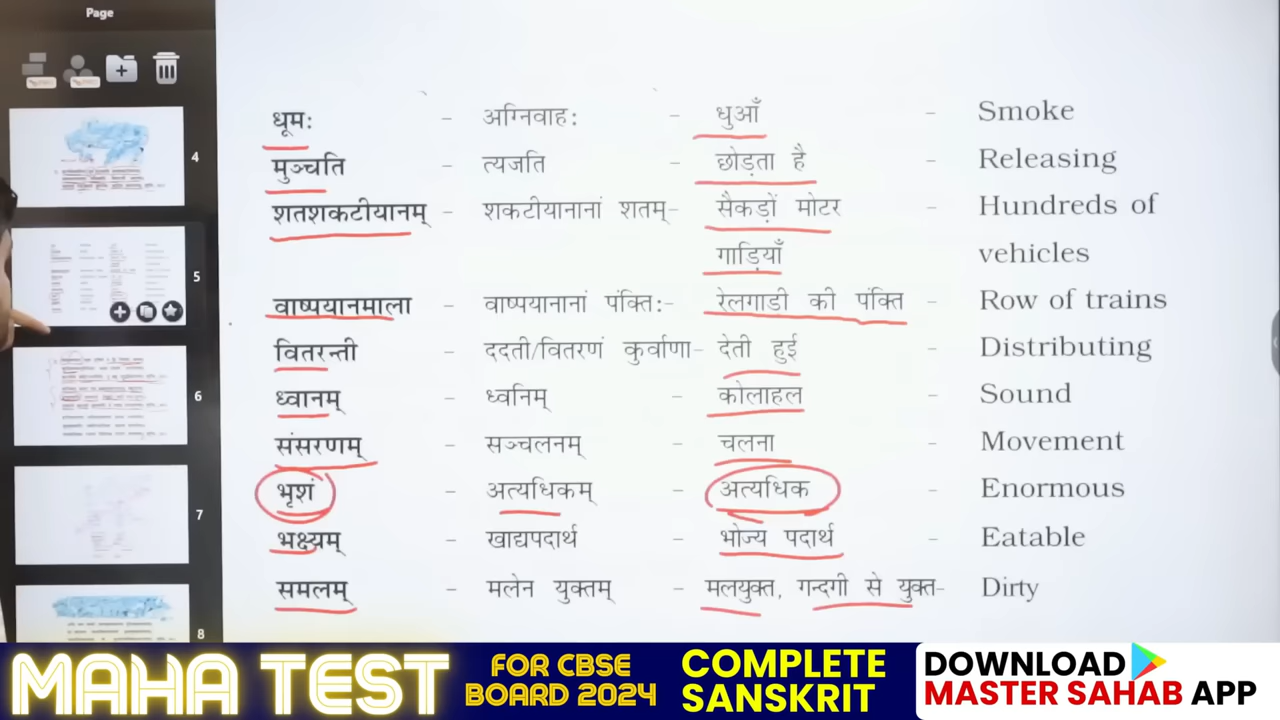 Page
4
5
6
7
8
धूमः - अग्निवाहः - धुआँ - Smoke
मुञ्चति - त्यजति - छोड़ता है - Releasing
शतशकटीयानम् - शकटीयानानां शतम् - सैकड़ों मोटर - Hundreds of
गाड़ियाँ vehicles
वाष्पयानमाला - वाष्पयानानां पंक्तिः - रेलगाडी की पंक्ति - Row of trains
वितरन्ती - ददती/वितरणं कुर्वाणा - देती हुई - Distributing
ध्वानम् - ध्वनिम् - कोलाहल - Sound
संसरणम् - सञ्चलनम् - चलना - Movement
भृशं - अत्यधिकम् - अत्यधिक - Enormous
भक्ष्यम् - खाद्यपदार्थ - भोज्य पदार्थ - Eatable
समलम् - मलेन युक्तम् - मलयुक्त, गन्दगी से युक्त - Dirty
MAHA TEST
FOR CBSE
BOARD 2024
COMPLETE
SANSKRIT
DOWNLOAD
MASTER SAHAB APP